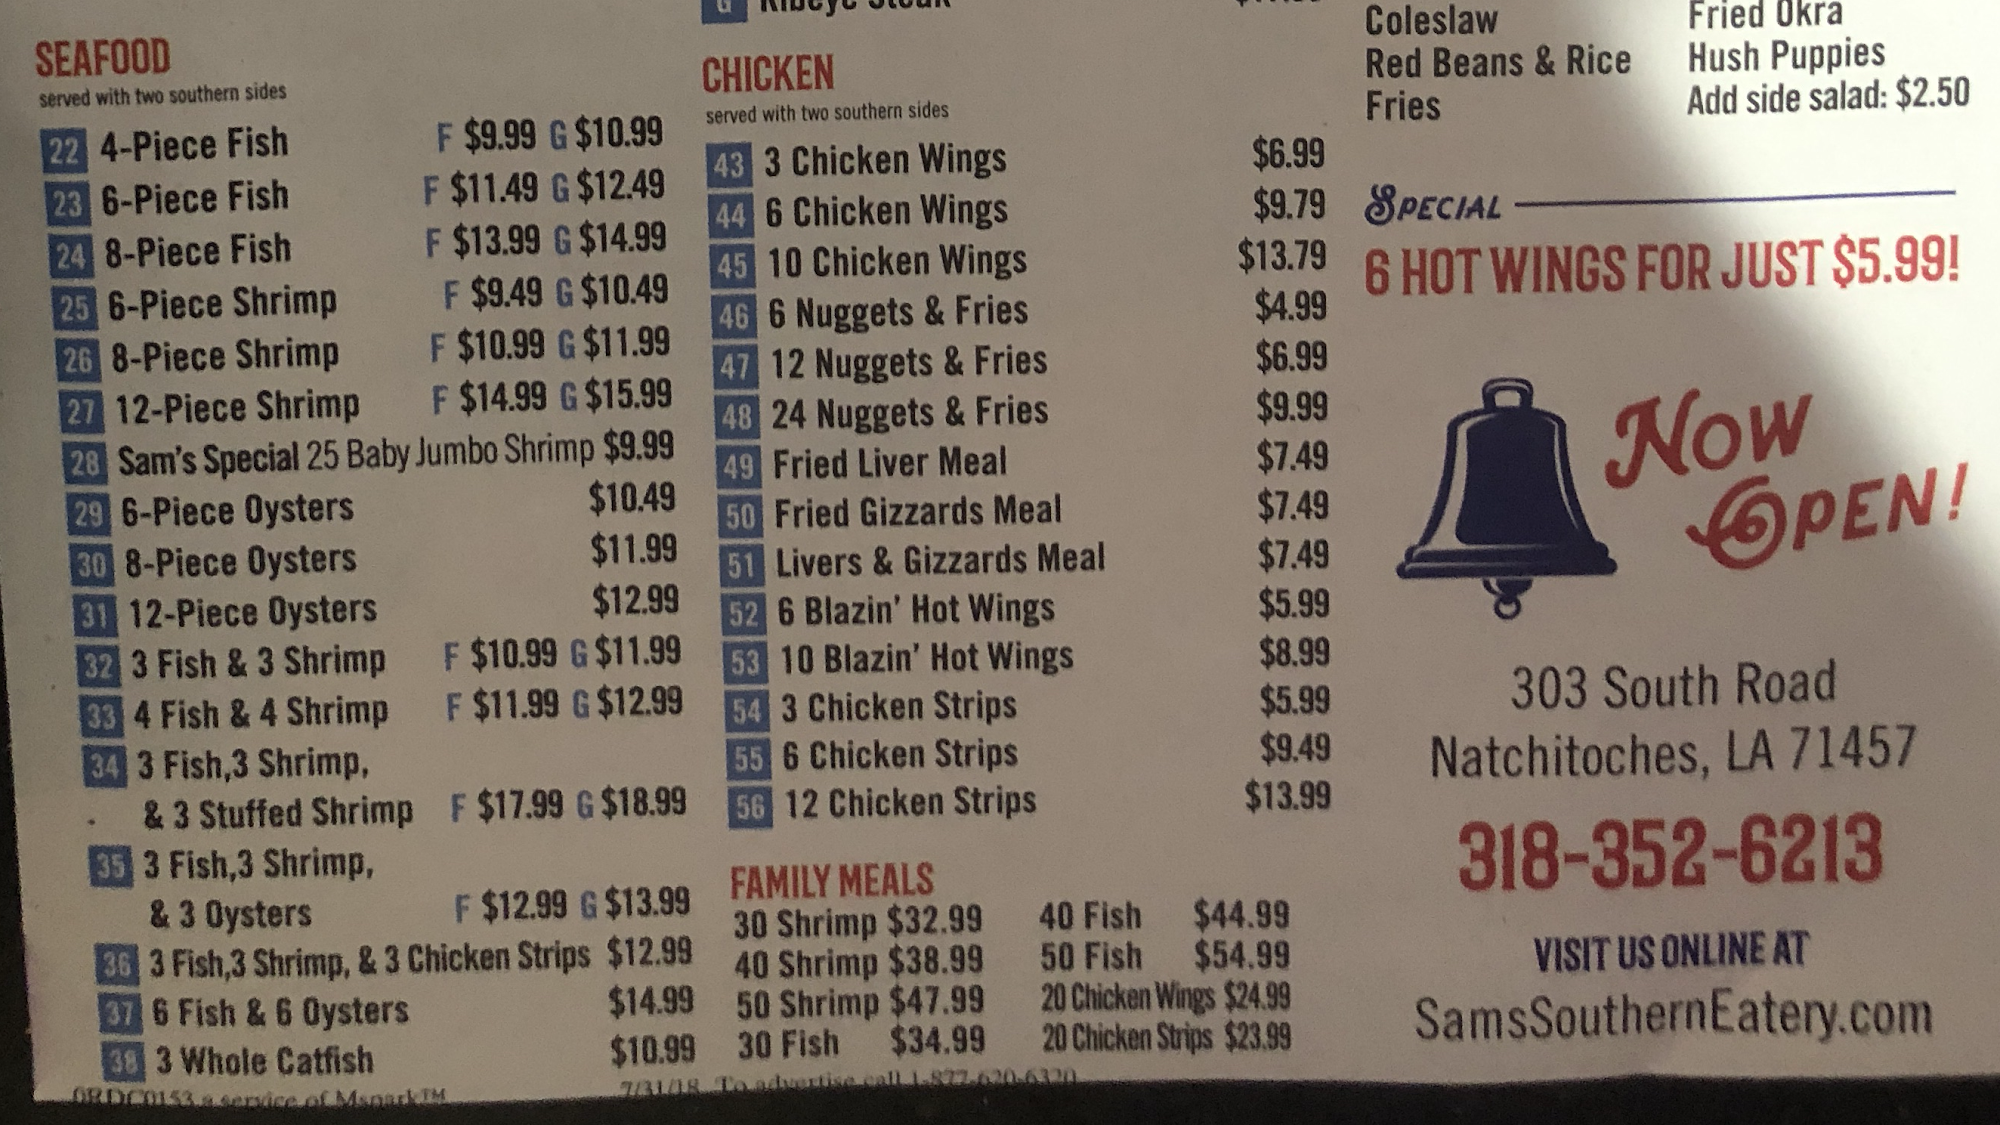 SEAFOOD
served with two southern sides
22 4-Piece Fish F $9.99 G $10.99
23 6-Piece Fish F $11.49 G $12.49
24 8-Piece Fish F $13.99 G $14.99
25 6-Piece Shrimp F $9.49 G $10.49
26 8-Piece Shrimp F $10.99 G $11.99
27 12-Piece Shrimp F $14.99 G $15.99
28 Sam's Special 25 Baby Jumbo Shrimp $9.99
29 6-Piece Oysters $10.49
30 8-Piece Oysters $11.99
31 12-Piece Oysters $12.99
32 3 Fish & 3 Shrimp F $10.99 G $11.99
33 4 Fish & 4 Shrimp F $11.99 G $12.99
34 3 Fish,3 Shrimp,
& 3 Stuffed Shrimp F $17.99 G $18.99
35 3 Fish,3 Shrimp,
& 3 Oysters F $12.99 G $13.99
36 3 Fish,3 Shrimp, & 3 Chicken Strips $12.99
37 6 Fish & 6 Oysters $14.99
38 3 Whole Catfish $10.99
G Ribeye Steak
CHICKEN
served with two southern sides
43 3 Chicken Wings $6.99
44 6 Chicken Wings $9.79
45 10 Chicken Wings $13.79
46 6 Nuggets & Fries $4.99
47 12 Nuggets & Fries $6.99
48 24 Nuggets & Fries $9.99
49 Fried Liver Meal $7.49
50 Fried Gizzards Meal $7.49
51 Livers & Gizzards Meal $7.49
52 6 Blazin' Hot Wings $5.99
53 10 Blazin' Hot Wings $8.99
54 3 Chicken Strips $5.99
55 6 Chicken Strips $9.49
56 12 Chicken Strips $13.99
FAMILY MEALS
30 Shrimp $32.99 40 Fish $44.99
40 Shrimp $38.99 50 Fish $54.99
50 Shrimp $47.99 20 Chicken Wings $24.99
30 Fish $34.99 20 Chicken Strips $23.99
Coleslaw Fried Okra
Red Beans & Rice Hush Puppies
Fries Add side salad: $2.50
SPECIAL
6 HOT WINGS FOR JUST $5.99!
NOW
OPEN!
303 South Road
Natchitoches, LA 71457
318-352-6213
VISIT US ONLINE AT
SamsSouthernEatery.com
0RDC0153 a service of Mspark™ 7/31/18 To advertise call 1-877-620-6320